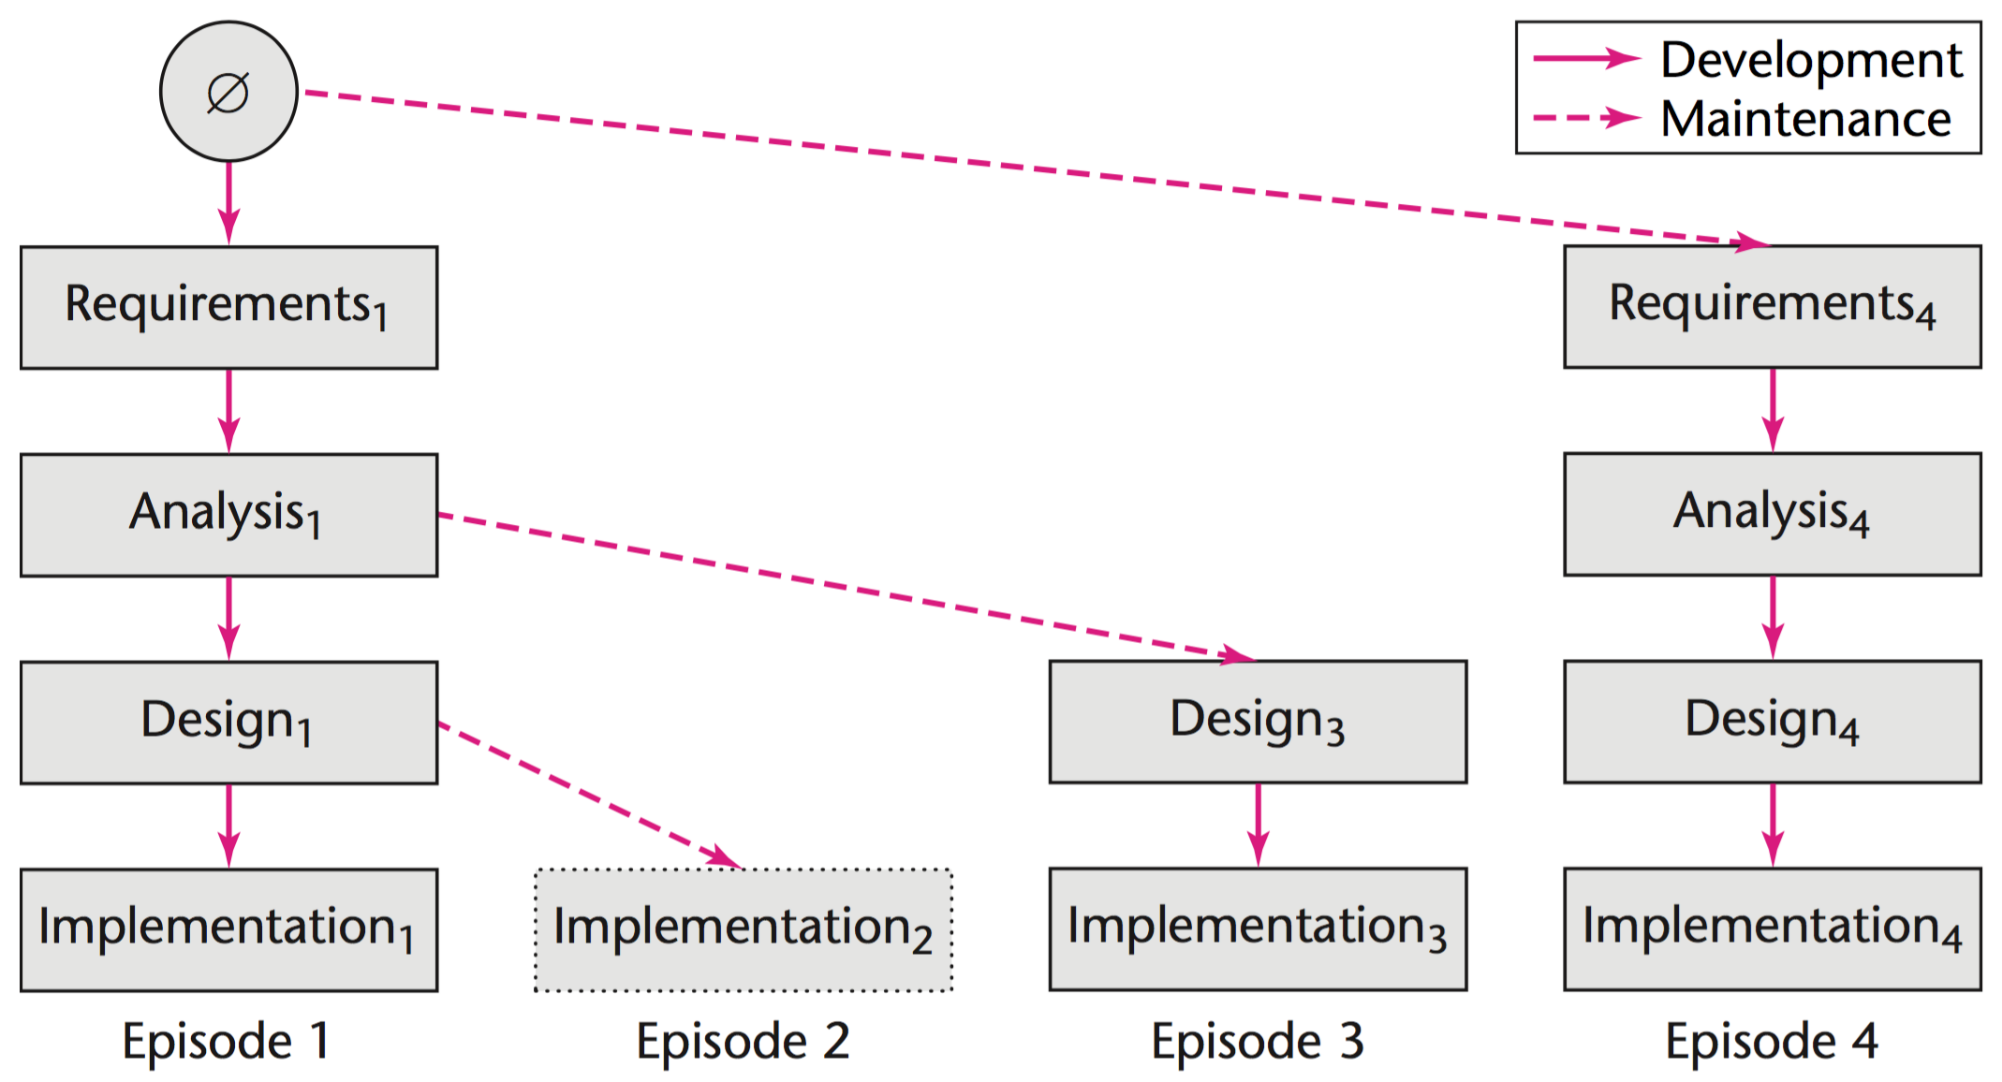 ∅
Development
Maintenance
Requirements₁
Requirements₄
Analysis₁
Analysis₄
Design₁
Design₃
Design₄
Implementation₁
Implementation₂
Implementation₃
Implementation₄
Episode 1
Episode 2
Episode 3
Episode 4